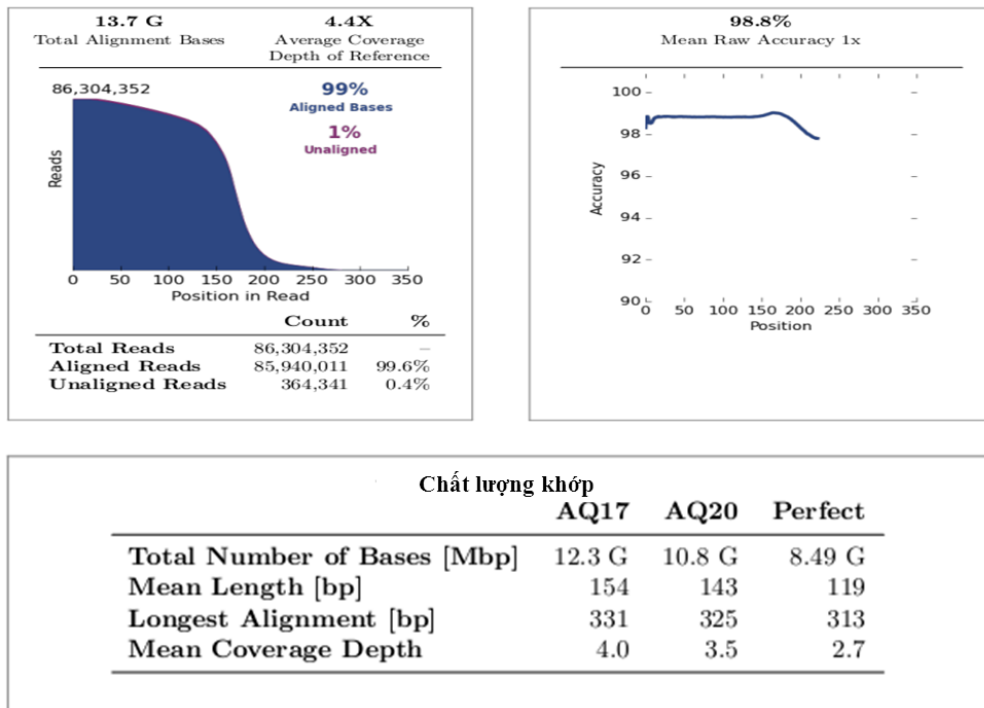 13.7 G
Total Alignment Bases
4.4X
Average Coverage
Depth of Reference
86,304,352
99%
Aligned Bases
1%
Unaligned
Reads
0 50 100 150 200 250 300 350
Position in Read
Count %
Total Reads 86,304,352 –
Aligned Reads 85,940,011 99.6%
Unaligned Reads 364,341 0.4%
98.8%
Mean Raw Accuracy 1x
100
98
96
94
92
90
Accuracy
0 50 100 150 200 250 300 350
Position
Chất lượng khớp
AQ17 AQ20 Perfect
Total Number of Bases [Mbp] 12.3 G 10.8 G 8.49 G
Mean Length [bp] 154 143 119
Longest Alignment [bp] 331 325 313
Mean Coverage Depth 4.0 3.5 2.7